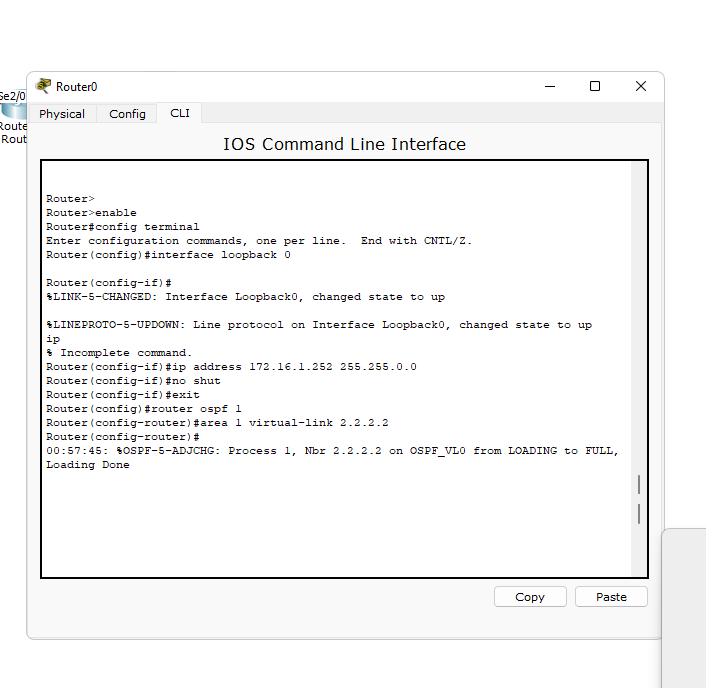 Router0
Se2/0
Route
Rout
Physical Config CLI
IOS Command Line Interface
Router>
Router>enable
Router#config terminal
Enter configuration commands, one per line.  End with CNTL/Z.
Router(config)#interface loopback 0
Router(config-if)#
%LINK-5-CHANGED: Interface Loopback0, changed state to up
%LINEPROTO-5-UPDOWN: Line protocol on Interface Loopback0, changed state to up
ip
% Incomplete command.
Router(config-if)#ip address 172.16.1.252 255.255.0.0
Router(config-if)#no shut
Router(config-if)#exit
Router(config)#router ospf 1
Router(config-router)#area 1 virtual-link 2.2.2.2
Router(config-router)#
00:57:45: %OSPF-5-ADJCHG: Process 1, Nbr 2.2.2.2 on OSPF_VL0 from LOADING to FULL,
Loading Done
Copy Paste